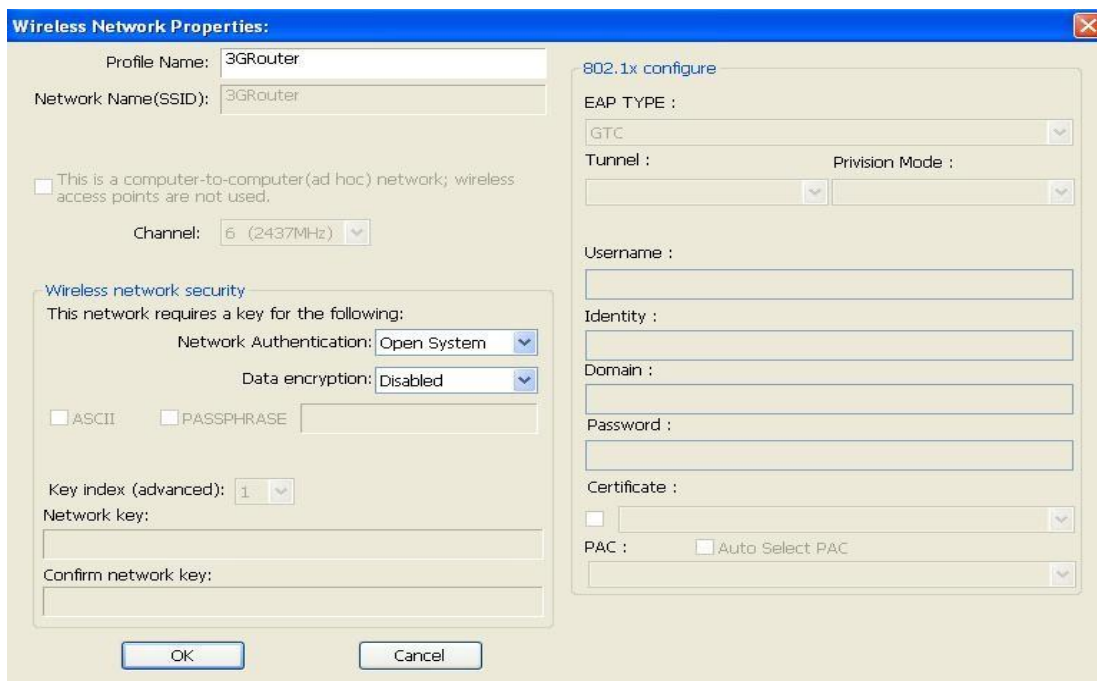 Wireless Network Properties:
Profile Name: 3GRouter
Network Name(SSID): 3GRouter
This is a computer-to-computer(ad hoc) network; wireless
access points are not used.
Channel: 6 (2437MHz)
Wireless network security
This network requires a key for the following:
Network Authentication: Open System
Data encryption: Disabled
ASCII PASSPHRASE
Key index (advanced): 1
Network key:
Confirm network key:
OK Cancel
802.1x configure
EAP TYPE :
GTC
Tunnel : Privision Mode :
Username :
Identity :
Domain :
Password :
Certificate :
PAC : Auto Select PAC